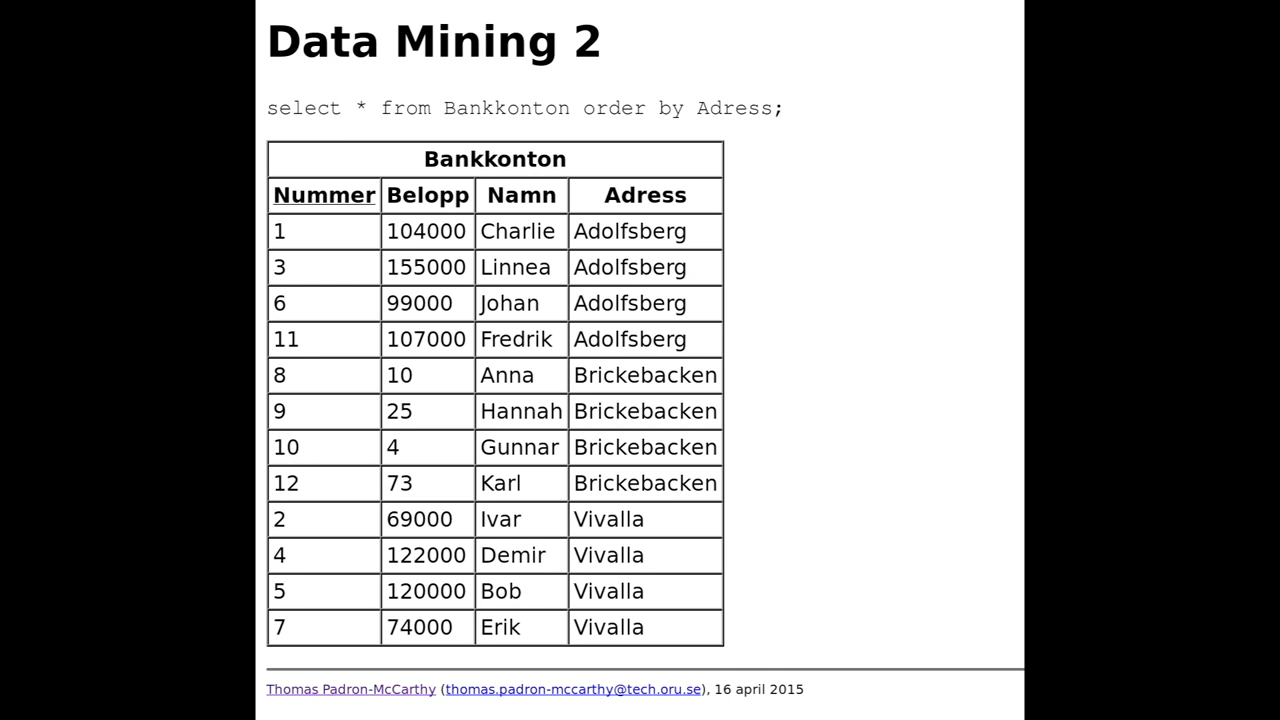 Data Mining 2
select * from Bankkonton order by Adress;
Bankkonton
Nummer Belopp Namn Adress
1 104000 Charlie Adolfsberg
3 155000 Linnea Adolfsberg
6 99000 Johan Adolfsberg
11 107000 Fredrik Adolfsberg
8 10 Anna Brickebacken
9 25 Hannah Brickebacken
10 4 Gunnar Brickebacken
12 73 Karl Brickebacken
2 69000 Ivar Vivalla
4 122000 Demir Vivalla
5 120000 Bob Vivalla
7 74000 Erik Vivalla
Thomas Padron-McCarthy (thomas.padron-mccarthy@tech.oru.se), 16 april 2015